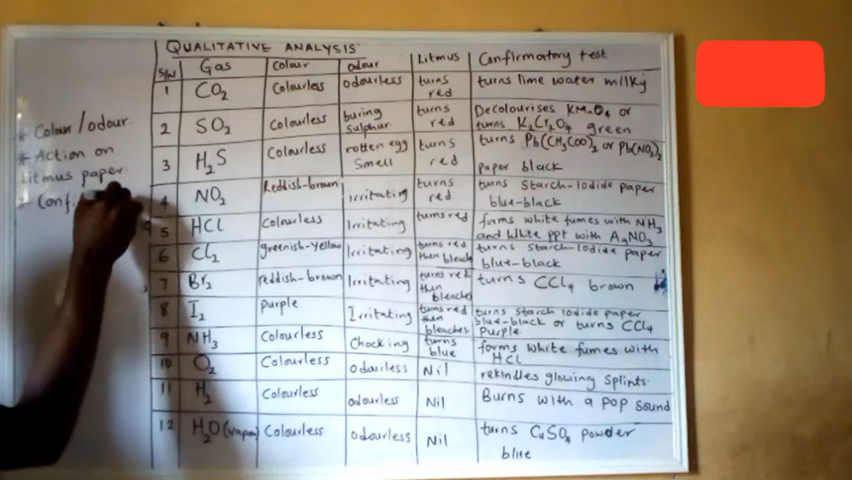 QUALITATIVE ANALYSIS
S/N Gas Colour odour Litmus Confirmatory test
1 CO2 Colourless odourless turns red turns lime water milky
2 SO2 Colourless buring sulphur turns red Decolourises KMnO4 or turns K2Cr2O7 green
3 H2S Colourless rotten egg smell turns red turns Pb(CH3COO)2 or Pb(NO3)2 paper black
4 NO2 Reddish-brown irritating turns red turns starch-Iodide paper blue-black
5 HCl Colourless Irritating turns red forms white fumes with NH3 and white ppt with AgNO3
6 Cl2 greenish-yellow Irritating turns red then bleach turns starch-Iodide paper blue-black
7 Br2 reddish-brown Irritating turns red then bleaches turns CCl4 brown
8 I2 purple Irritating turns red then bleaches turns starch Iodide paper blue-black or turns CCl4 Purple
9 NH3 Colourless Chocking turns blue forms white fumes with HCl
10 O2 Colourless odourless Nil rekindles glowing splints
11 H2 Colourless odourless Nil Burns with a pop sound
12 H2O (vapor) Colourless odourless Nil turns CuSO4 powder blue
* Colour/odour
* Action on
litmus paper.
* Conf